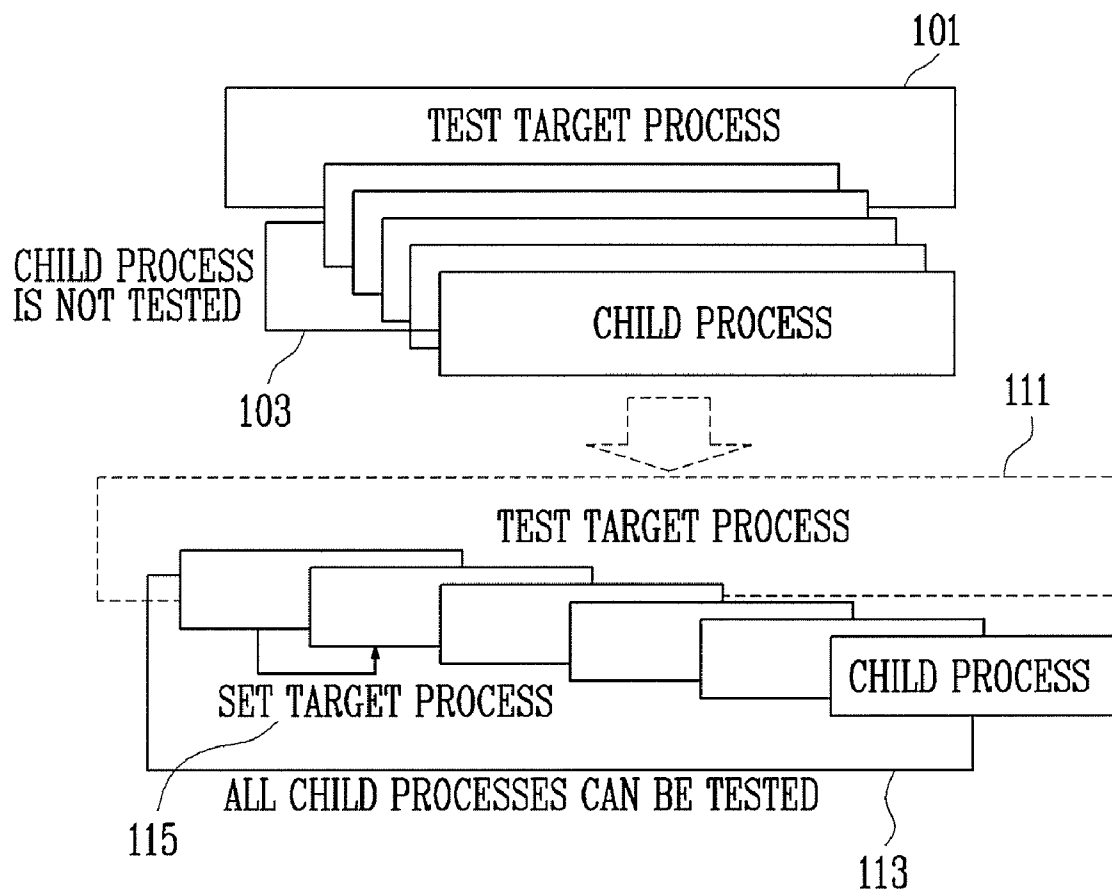 101
TEST TARGET PROCESS
CHILD PROCESS
IS NOT TESTED
CHILD PROCESS
103
111
TEST TARGET PROCESS
CHILD PROCESS
SET TARGET PROCESS
ALL CHILD PROCESSES CAN BE TESTED
115
113